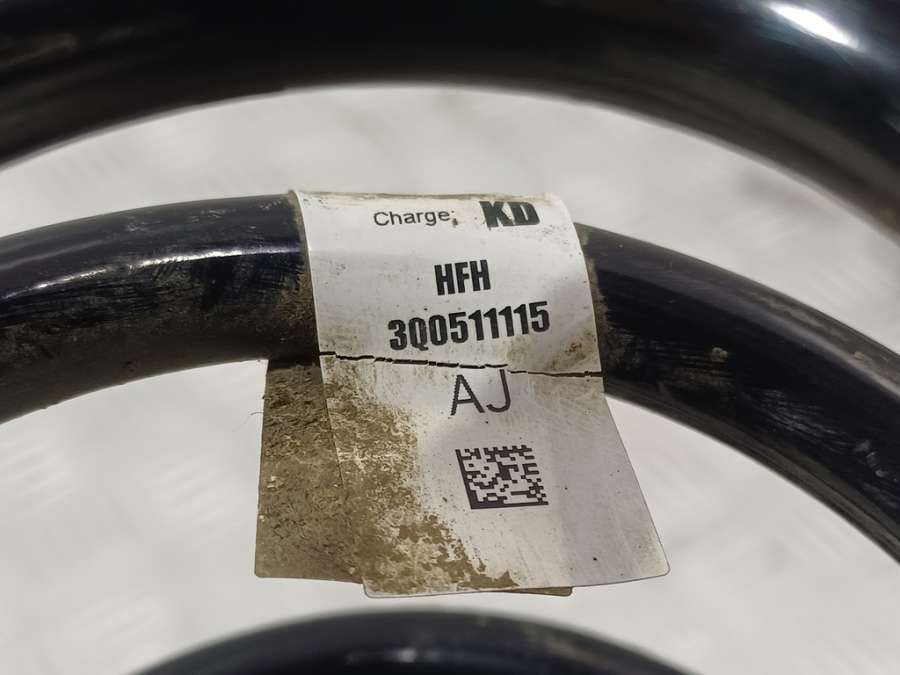 Charge: KD
HFH
3Q0511115
AJ